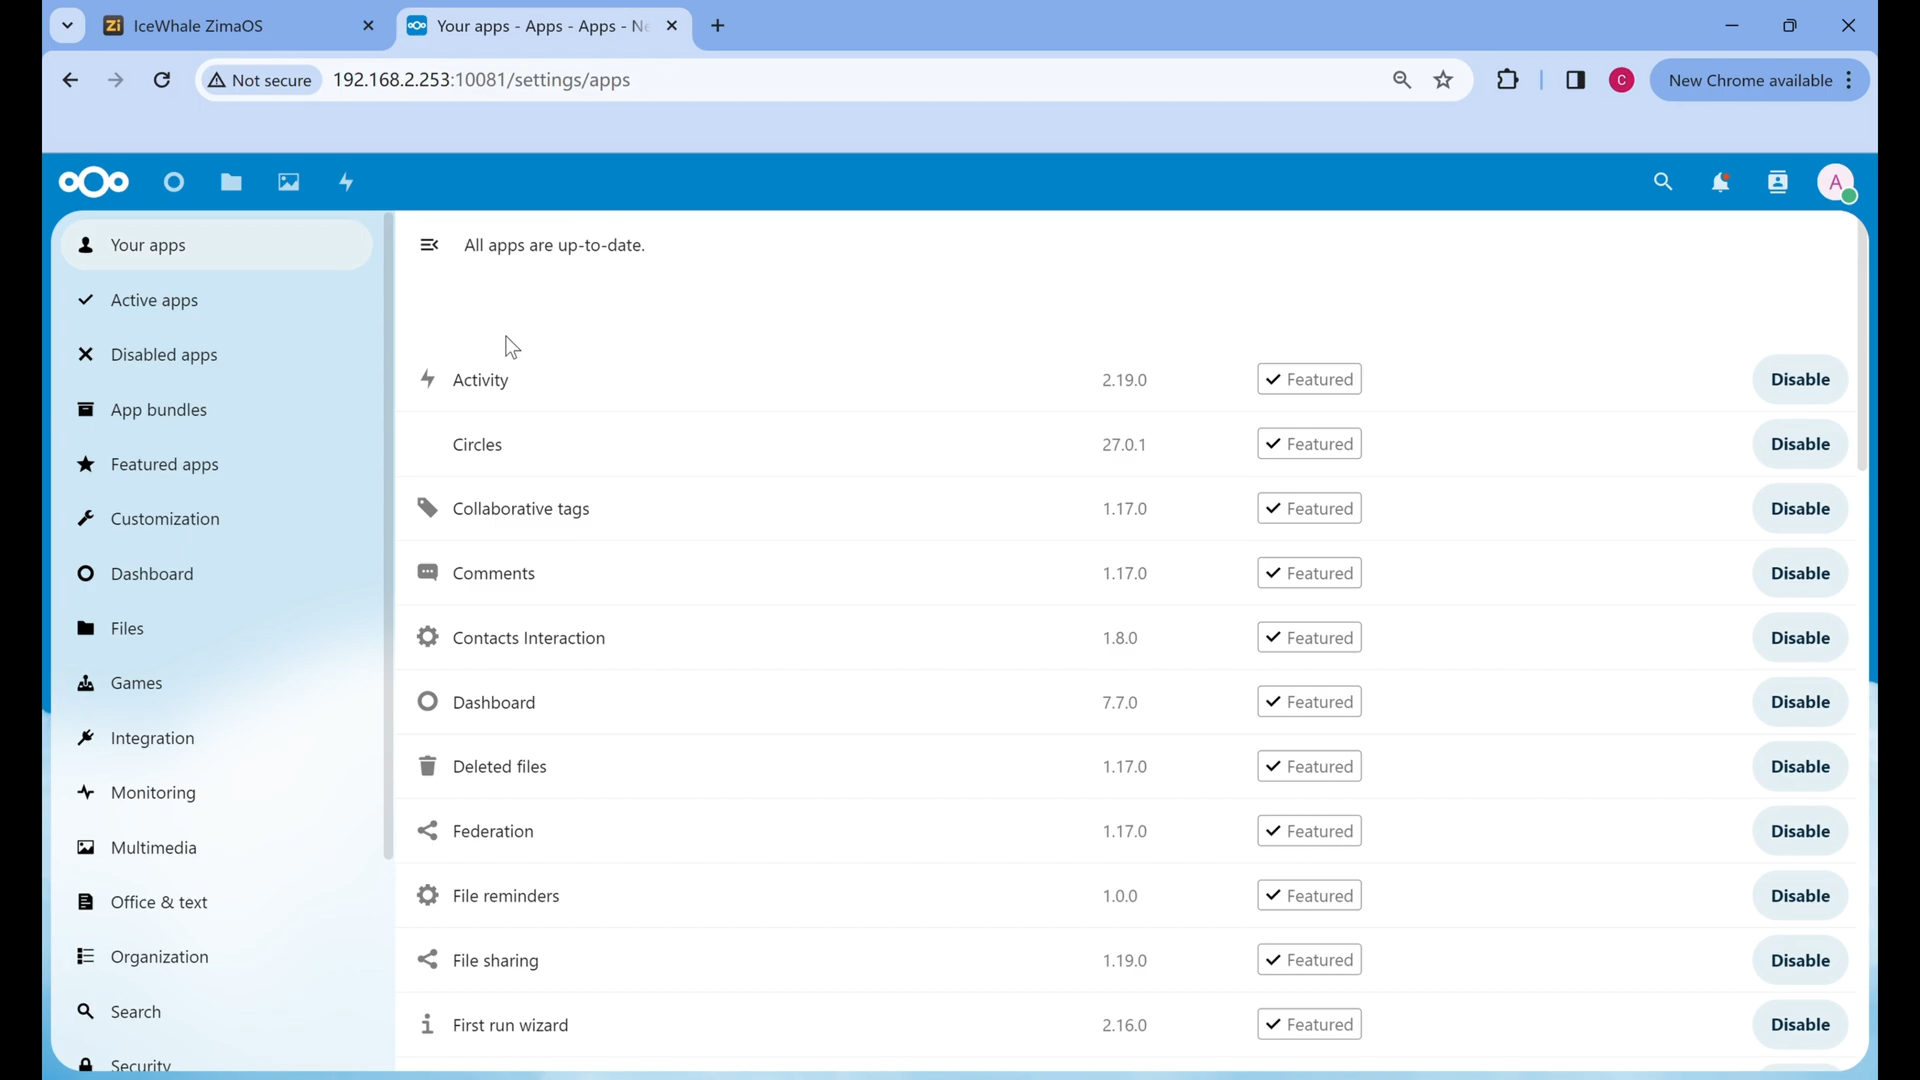 IceWhale ZimaOS
Your apps - Apps - Apps - Ne
Not secure 192.168.2.253:10081/settings/apps
C
New Chrome available
A
Your apps
Active apps
Disabled apps
App bundles
Featured apps
Customization
Dashboard
Files
Games
Integration
Monitoring
Multimedia
Office & text
Organization
Search
Security
All apps are up-to-date.
Activity 2.19.0 Featured Disable
Circles 27.0.1 Featured Disable
Collaborative tags 1.17.0 Featured Disable
Comments 1.17.0 Featured Disable
Contacts Interaction 1.8.0 Featured Disable
Dashboard 7.7.0 Featured Disable
Deleted files 1.17.0 Featured Disable
Federation 1.17.0 Featured Disable
File reminders 1.0.0 Featured Disable
File sharing 1.19.0 Featured Disable
First run wizard 2.16.0 Featured Disable